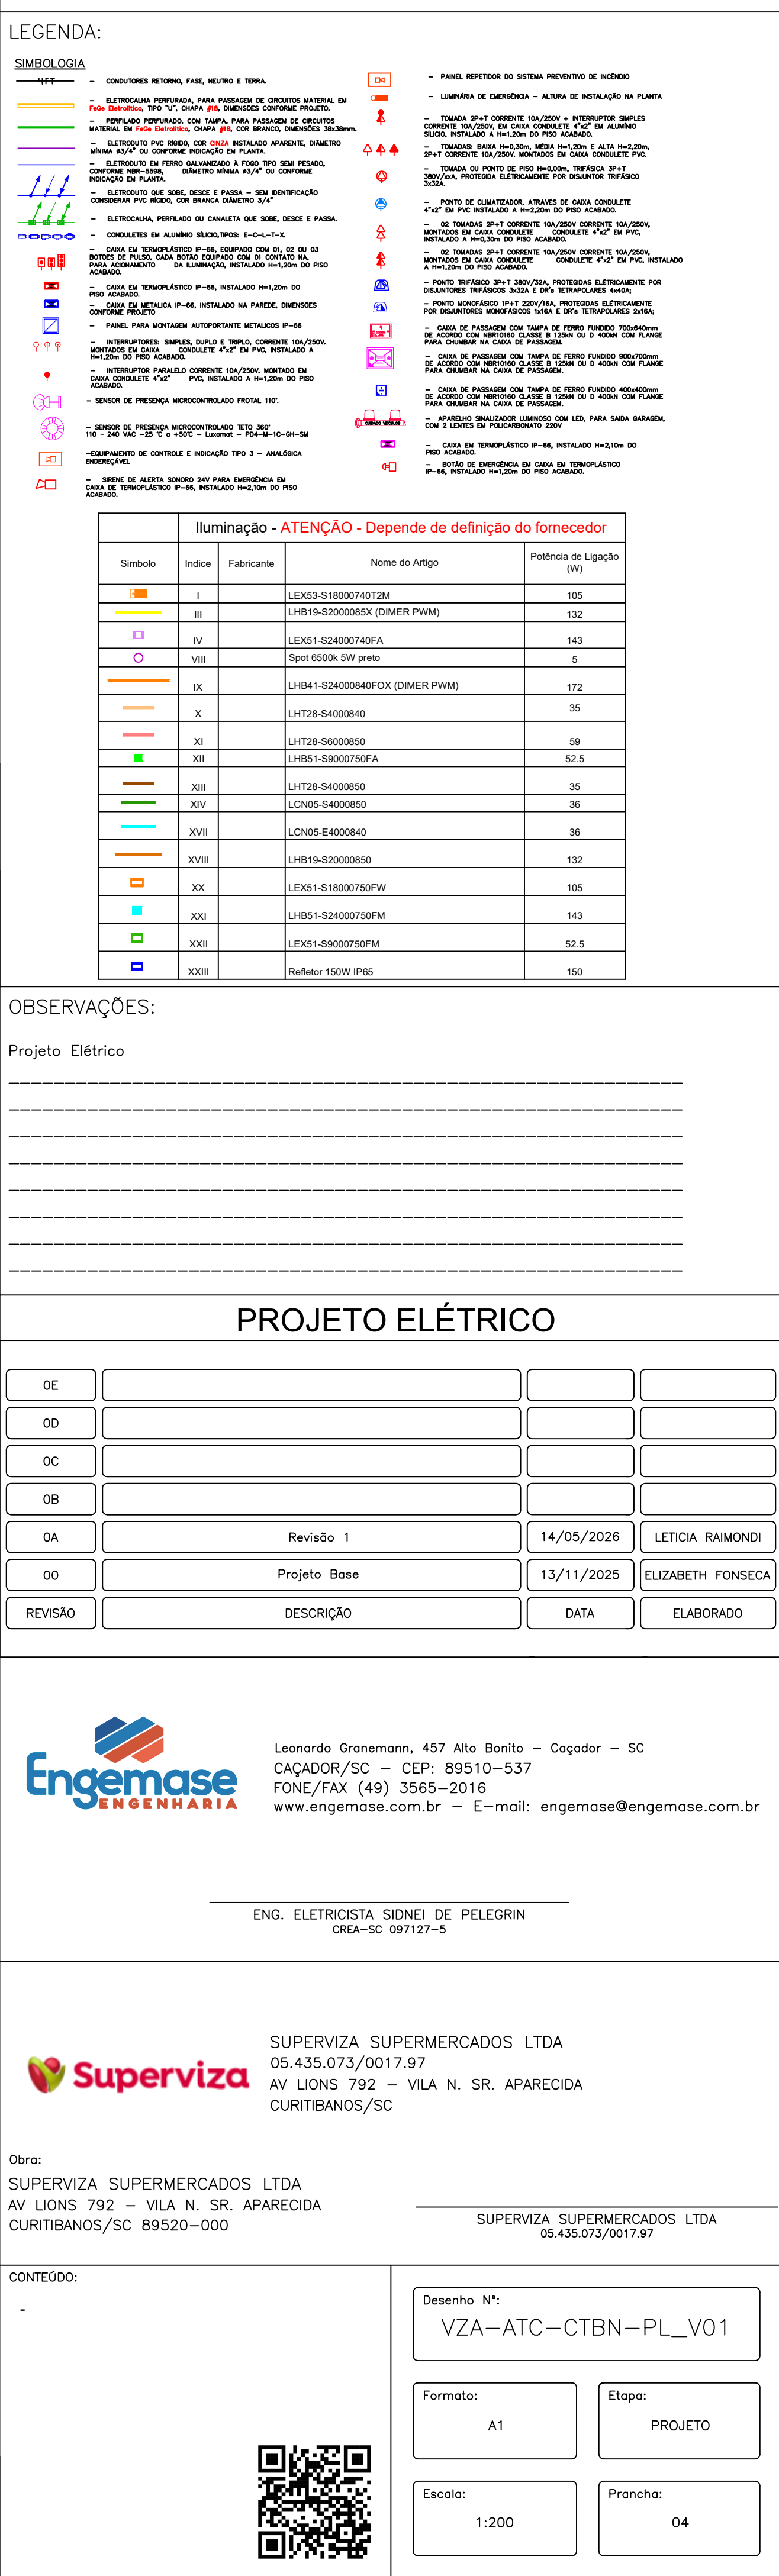 LEGENDA:
SIMBOLOGIA
- CONDUTORES RETORNO, FASE, NEUTRO E TERRA.
- ELETROCALHA PERFURADA, PARA PASSAGEM DE CIRCUITOS MATERIAL EM
FeGe Eletrolítico, TIPO "U", CHAPA #18, DIMENSÕES CONFORME PROJETO.
- PERFILADO PERFURADO, COM TAMPA, PARA PASSAGEM DE CIRCUITOS
MATERIAL EM FeGe Eletrolítico, CHAPA #18, COR BRANCO, DIMENSÕES 38x38mm.
- ELETRODUTO PVC RÍGIDO, COR CINZA INSTALADO APARENTE, DIÂMETRO
MÍNIMA ø3/4" OU CONFORME INDICAÇÃO EM PLANTA.
ELETRODUTO EM FERRO GALVANIZADO À FOGO TIPO SEMI PESADO,
CONFORME NBR-5598, DIÂMETRO MÍNIMA ø3/4" OU CONFORME
INDICAÇÃO EM PLANTA.
- ELETRODUTO QUE SOBE, DESCE E PASSA - SEM IDENTIFICAÇÃO
CONSIDERAR PVC RÍGIDO, COR BRANCA DIÂMETRO 3/4"
- ELETROCALHA, PERFILADO OU CANALETA QUE SOBE, DESCE E PASSA.
- CONDULETES EM ALUMÍNIO SÍLICIO,TIPOS: E-C-L-T-X.
- CAIXA EM TERMOPLÁSTICO IP-66, EQUIPADO COM 01, 02 OU 03
BOTÕES DE PULSO, CADA BOTÃO EQUIPADO COM 01 CONTATO NA,
PARA ACIONAMENTO DA ILUMINAÇÃO, INSTALADO H=1,20m DO PISO
ACABADO.
- CAIXA EM TERMOPLÁSTICO IP-66, INSTALADO H=1,20m DO
PISO ACABADO.
- CAIXA EM METALICA IP-66, INSTALADO NA PAREDE, DIMENSÕES
CONFORME PROJETO
- PAINEL PARA MONTAGEM AUTOPORTANTE METALICOS IP-66
- INTERRUPTORES: SIMPLES, DUPLO E TRIPLO, CORRENTE 10A/250V.
MONTADOS EM CAIXA CONDULETE 4"x2" EM PVC, INSTALADO A
H=1,20m DO PISO ACABADO.
- INTERRUPTOR PARALELO CORRENTE 10A/250V. MONTADO EM
CAIXA CONDULETE 4"x2" PVC, INSTALADO A H=1,20m DO PISO
ACABADO.
- SENSOR DE PRESENÇA MICROCONTROLADO FROTAL 110°.
- SENSOR DE PRESENÇA MICROCONTROLADO TETO 360°
110 - 240 VAC -25 °C a +50°C - Luxomat - PD4-M-1C-GH-SM
-EQUIPAMENTO DE CONTROLE E INDICAÇÃO TIPO 3 - ANALÓGICA
ENDEREÇÁVEL
- SIRENE DE ALERTA SONORO 24V PARA EMERGÊNCIA EM
CAIXA DE TERMOPLÁSTICO IP-66, INSTALADO H=2,10m DO PISO
ACABADO.
- PAINEL REPETIDOR DO SISTEMA PREVENTIVO DE INCÊNDIO
- LUMINÁRIA DE EMERGÊNCIA - ALTURA DE INSTALAÇÃO NA PLANTA
- TOMADA 2P+T CORRENTE 10A/250V + INTERRUPTOR SIMPLES
CORRENTE 10A/250V, EM CAIXA CONDULETE 4"x2" EM ALUMÍNIO
SÍLICIO, INSTALADO A H=1,20m DO PISO ACABADO.
- TOMADAS: BAIXA H=0,30m, MÉDIA H=1,20m E ALTA H=2,20m,
2P+T CORRENTE 10A/250V. MONTADOS EM CAIXA CONDULETE PVC.
- TOMADA OU PONTO DE PISO H=0,00m, TRIFÁSICA 3P+T
380V/xxA, PROTEGIDA ELÉTRICAMENTE POR DISJUNTOR TRIFÁSICO
3x32A.
- PONTO DE CLIMATIZADOR, ATRAVÉS DE CAIXA CONDULETE
4"x2" EM PVC INSTALADO A H=2,20m DO PISO ACABADO.
- 02 TOMADAS 2P+T CORRENTE 10A/250V CORRENTE 10A/250V,
MONTADOS EM CAIXA CONDULETE CONDULETE 4"x2" EM PVC,
INSTALADO A H=0,30m DO PISO ACABADO.
- 02 TOMADAS 2P+T CORRENTE 10A/250V CORRENTE 10A/250V,
MONTADOS EM CAIXA CONDULETE CONDULETE 4"x2" EM PVC, INSTALADO
A H=1,20m DO PISO ACABADO.
- PONTO TRIFÁSICO 3P+T 380V/32A, PROTEGIDAS ELÉTRICAMENTE POR
DISJUNTORES TRIFÁSICOS 3x32A E DR's TETRAPOLARES 4x40A;
- PONTO MONOFÁSICO 1P+T 220V/16A, PROTEGIDAS ELÉTRICAMENTE
POR DISJUNTORES MONOFÁSICOS 1x16A E DR's TETRAPOLARES 2x16A;
- CAIXA DE PASSAGEM COM TAMPA DE FERRO FUNDIDO 700x640mm
DE ACORDO COM NBR10160 CLASSE B 125kN OU D 400kN COM FLANGE
PARA CHUMBAR NA CAIXA DE PASSAGEM.
- CAIXA DE PASSAGEM COM TAMPA DE FERRO FUNDIDO 900x700mm
DE ACORDO COM NBR10160 CLASSE B 125kN OU D 400kN COM FLANGE
PARA CHUMBAR NA CAIXA DE PASSAGEM.
- CAIXA DE PASSAGEM COM TAMPA DE FERRO FUNDIDO 400x400mm
DE ACORDO COM NBR10160 CLASSE B 125kN OU D 400kN COM FLANGE
PARA CHUMBAR NA CAIXA DE PASSAGEM.
CUIDADO VEÍCULOS
- APARELHO SINALIZADOR LUMINOSO COM LED, PARA SAIDA GARAGEM,
COM 2 LENTES EM POLICARBONATO 220V
- CAIXA EM TERMOPLÁSTICO IP-66, INSTALADO H=2,10m DO
PISO ACABADO.
- BOTÃO DE EMERGÊNCIA EM CAIXA EM TERMOPLÁSTICO
IP-66, INSTALADO H=1,20m DO PISO ACABADO.
Iluminação - ATENÇÃO - Depende de definição do fornecedor
Simbolo Indice Fabricante Nome do Artigo Potência de Ligação (W)
I LEX53-S18000740T2M 105
III LHB19-S2000085X (DIMER PWM) 132
IV LEX51-S24000740FA 143
VIII Spot 6500k 5W preto 5
IX LHB41-S24000840FOX (DIMER PWM) 172
X LHT28-S4000840 35
XI LHT28-S6000850 59
XII LHB51-S9000750FA 52.5
XIII LHT28-S4000850 35
XIV LCN05-S4000850 36
XVII LCN05-E4000840 36
XVIII LHB19-S20000850 132
XX LEX51-S18000750FW 105
XXI LHB51-S24000750FM 143
XXII LEX51-S9000750FM 52.5
XXIII Refletor 150W IP65 150
OBSERVAÇÕES:
Projeto Elétrico
PROJETO ELÉTRICO
0E
0D
0C
0B
0A Revisão 1 14/05/2026 LETICIA RAIMONDI
00 Projeto Base 13/11/2025 ELIZABETH FONSECA
REVISÃO DESCRIÇÃO DATA ELABORADO
Engemase
ENGENHARIA
Leonardo Granemann, 457 Alto Bonito - Caçador - SC
CAÇADOR/SC - CEP: 89510-537
FONE/FAX (49) 3565-2016
www.engemase.com.br - E-mail: engemase@engemase.com.br
ENG. ELETRICISTA SIDNEI DE PELEGRIN
CREA-SC 097127-5
Superviza
SUPERVIZA SUPERMERCADOS LTDA
05.435.073/0017.97
AV LIONS 792 - VILA N. SR. APARECIDA
CURITIBANOS/SC
Obra:
SUPERVIZA SUPERMERCADOS LTDA
AV LIONS 792 - VILA N. SR. APARECIDA
CURITIBANOS/SC 89520-000
SUPERVIZA SUPERMERCADOS LTDA
05.435.073/0017.97
CONTEÚDO:
-
Desenho N°:
VZA-ATC-CTBN-PL_V01
Formato:
A1
Etapa:
PROJETO
Escala:
1:200
Prancha:
04